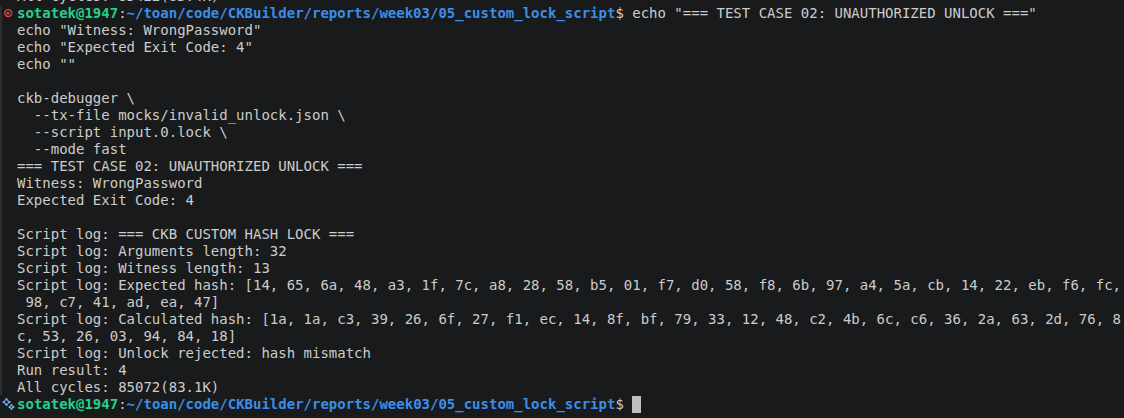 sotatek@1947:~/toan/code/CKBuilder/reports/week03/05_custom_lock_script$ echo "=== TEST CASE 02: UNAUTHORIZED UNLOCK ==="
echo "Witness: WrongPassword"
echo "Expected Exit Code: 4"
echo ""

ckb-debugger \
  --tx-file mocks/invalid_unlock.json \
  --script input.0.lock \
  --mode fast
=== TEST CASE 02: UNAUTHORIZED UNLOCK ===
Witness: WrongPassword
Expected Exit Code: 4

Script log: === CKB CUSTOM HASH LOCK ===
Script log: Arguments length: 32
Script log: Witness length: 13
Script log: Expected hash: [14, 65, 6a, 48, a3, 1f, 7c, a8, 28, 58, b5, 01, f7, d0, 58, f8, 6b, 97, a4, 5a, cb, 14, 22, eb, f6, fc,
 98, c7, 41, ad, ea, 47]
Script log: Calculated hash: [1a, 1a, c3, 39, 26, 6f, 27, f1, ec, 14, 8f, bf, 79, 33, 12, 48, c2, 4b, 6c, c6, 36, 2a, 63, 2d, 76, 8
c, 53, 26, 03, 94, 84, 18]
Script log: Unlock rejected: hash mismatch
Run result: 4
All cycles: 85072(83.1K)
sotatek@1947:~/toan/code/CKBuilder/reports/week03/05_custom_lock_script$